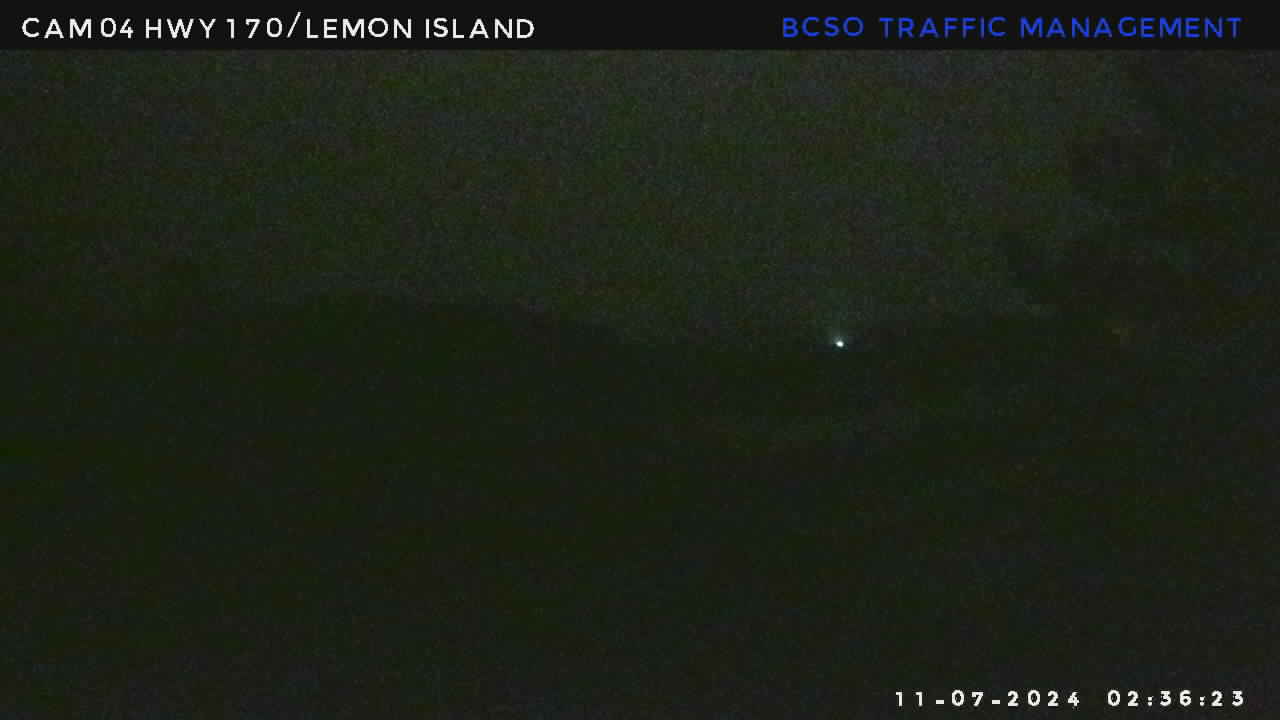 CAM 04 HWY 170/LEMON ISLAND
BCSO TRAFFIC MANAGEMENT
11-07-2024 02:36:23